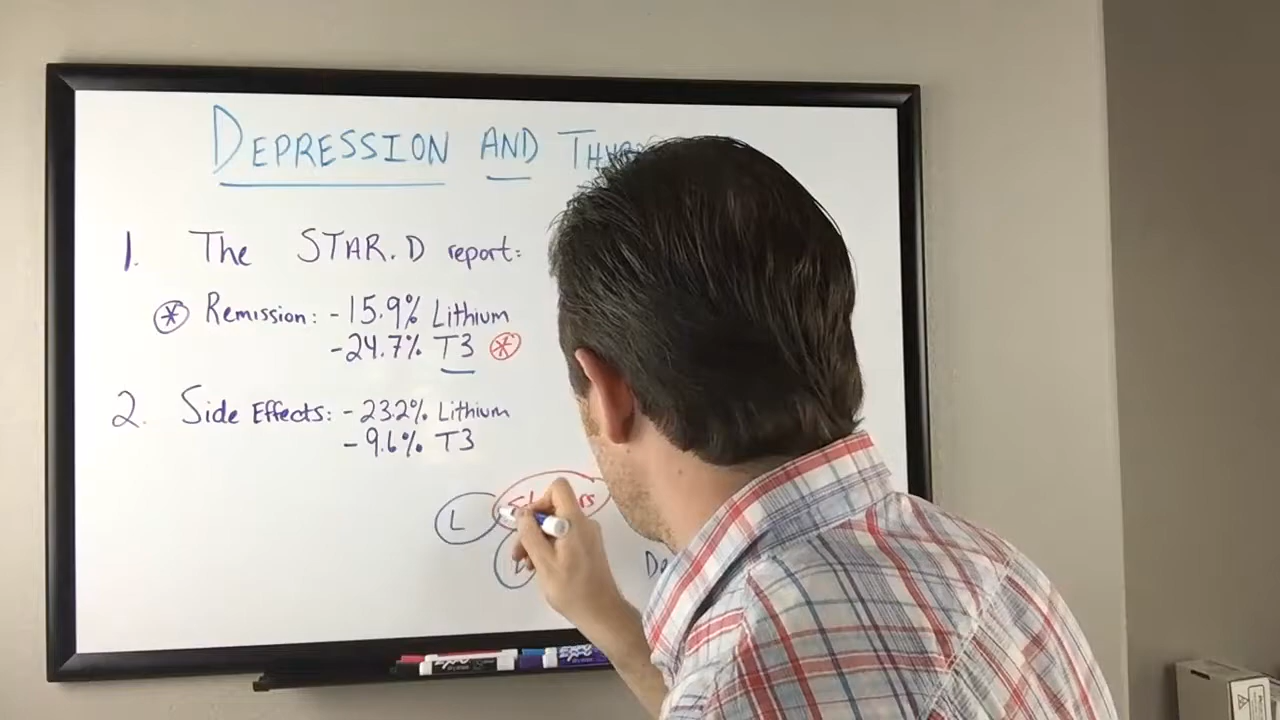 DEPRESSION AND
1. The STAR.D report:
Remission: - 15.9% Lithium
- 24.7% T3
2. Side Effects: - 23.2% Lithium
- 9.6% T3
L